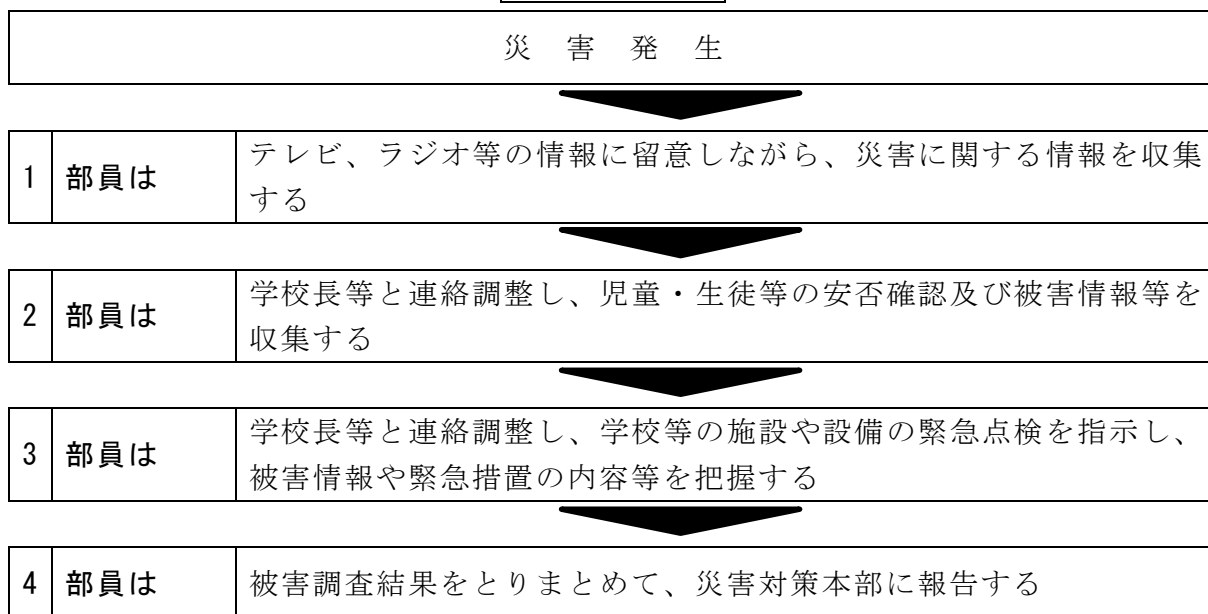 災害発生
1 部員は テレビ、ラジオ等の情報に留意しながら、災害に関する情報を収集
する
2 部員は 学校長等と連絡調整し、児童・生徒等の安否確認及び被害情報等を
収集する
3 部員は 学校長等と連絡調整し、学校等の施設や設備の緊急点検を指示し、
被害情報や緊急措置の内容等を把握する
4 部員は 被害調査結果をとりまとめて、災害対策本部に報告する